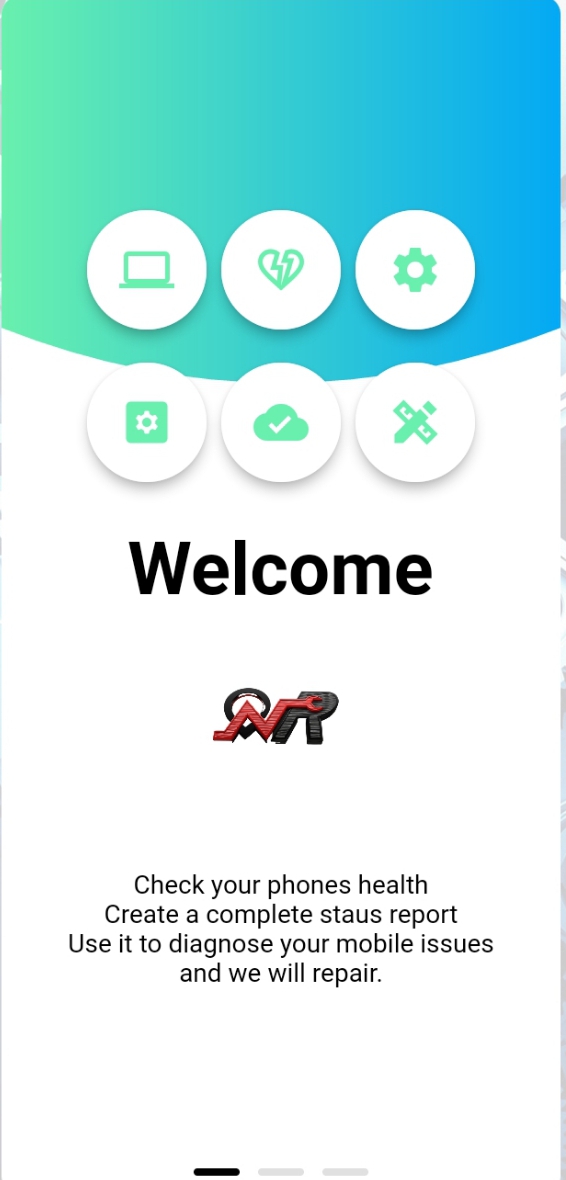 Welcome
Check your phones health
Create a complete staus report
Use it to diagnose your mobile issues
and we will repair.